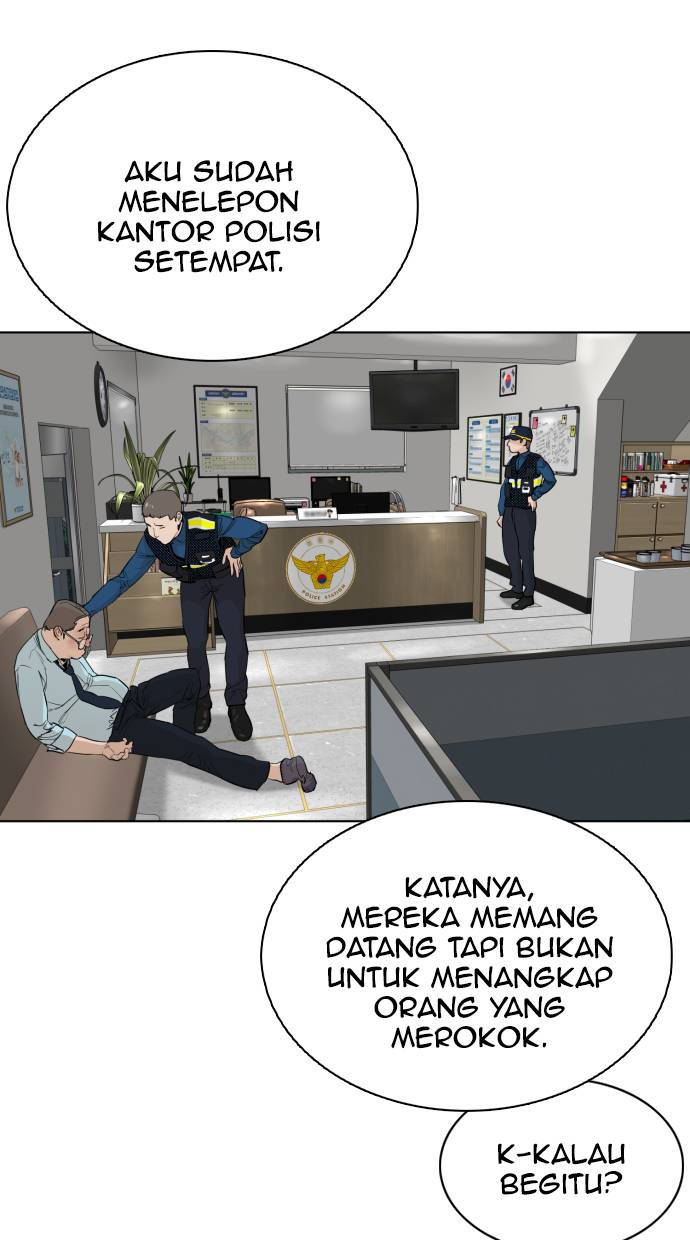 AKU SUDAH
MENELEPON
KANTOR POLISI
SETEMPAT.
POLICE STATION
KATANYA,
MEREKA MEMANG
DATANG TAPI BUKAN
UNTUK MENANGKAP
ORANG YANG
MEROKOK.
K-KALAU
BEGITU?